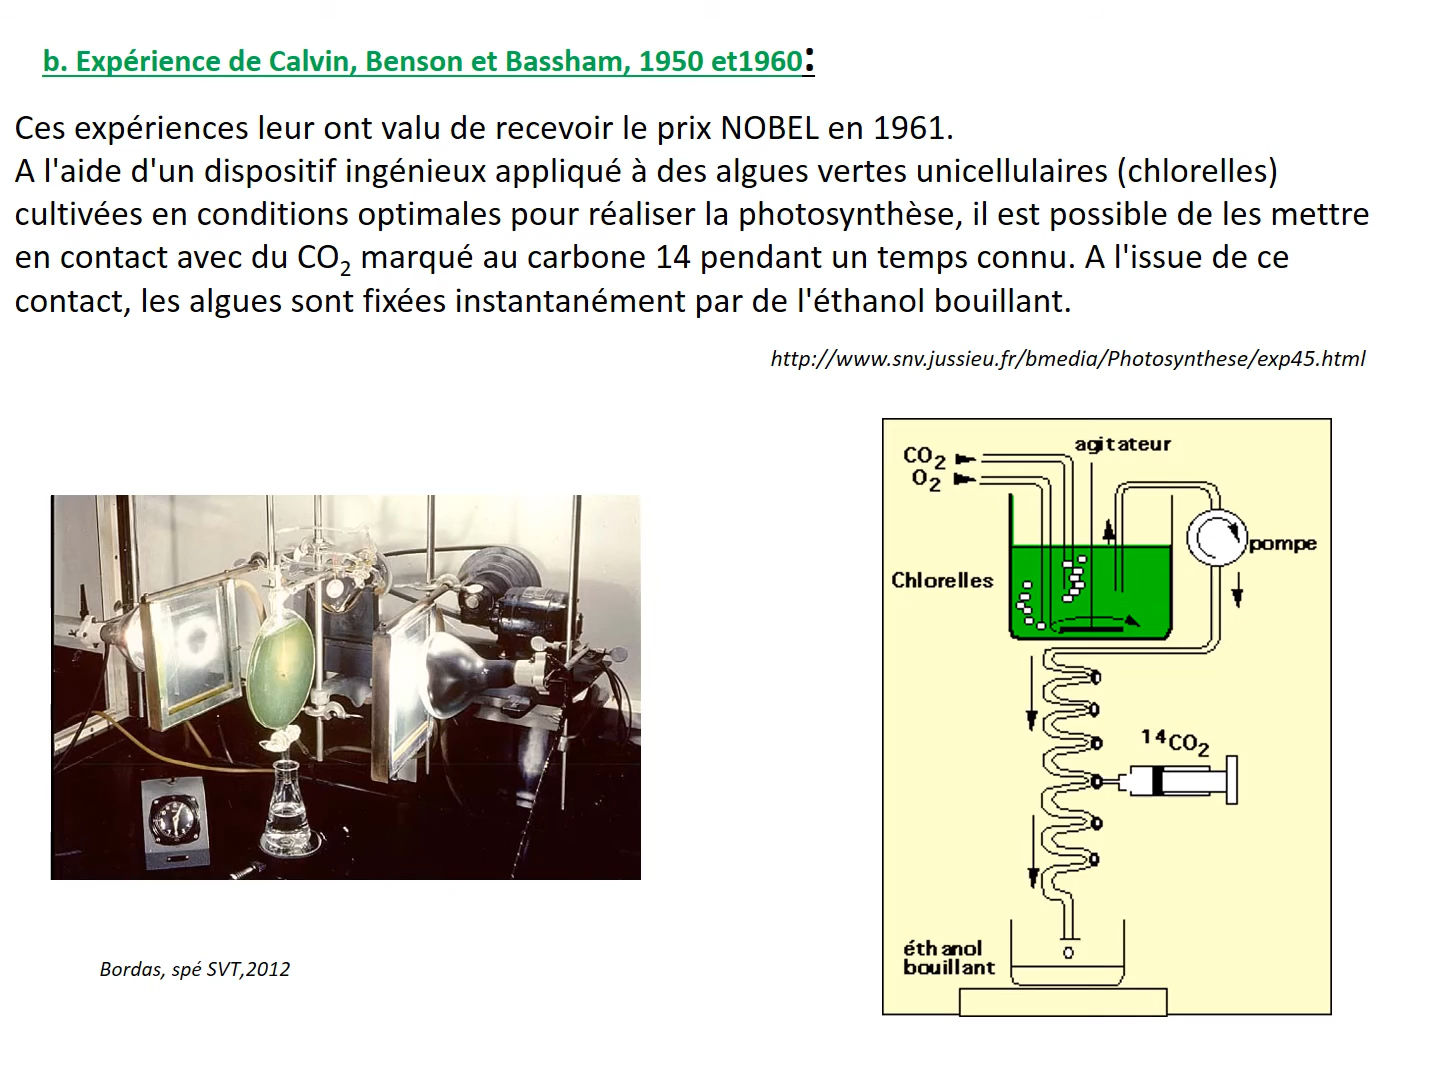 b. Expérience de Calvin, Benson et Bassham, 1950 et1960:
Ces expériences leur ont valu de recevoir le prix NOBEL en 1961.
A l'aide d'un dispositif ingénieux appliqué à des algues vertes unicellulaires (chlorelles)
cultivées en conditions optimales pour réaliser la photosynthèse, il est possible de les mettre
en contact avec du CO₂ marqué au carbone 14 pendant un temps connu. A l'issue de ce
contact, les algues sont fixées instantanément par de l'éthanol bouillant.
http://www.snv.jussieu.fr/bmedia/Photosynthese/exp45.html
agitateur
CO₂
O₂
pompe
Chlorelles
¹⁴CO₂
éthanol
bouillant
Bordas, spé SVT,2012